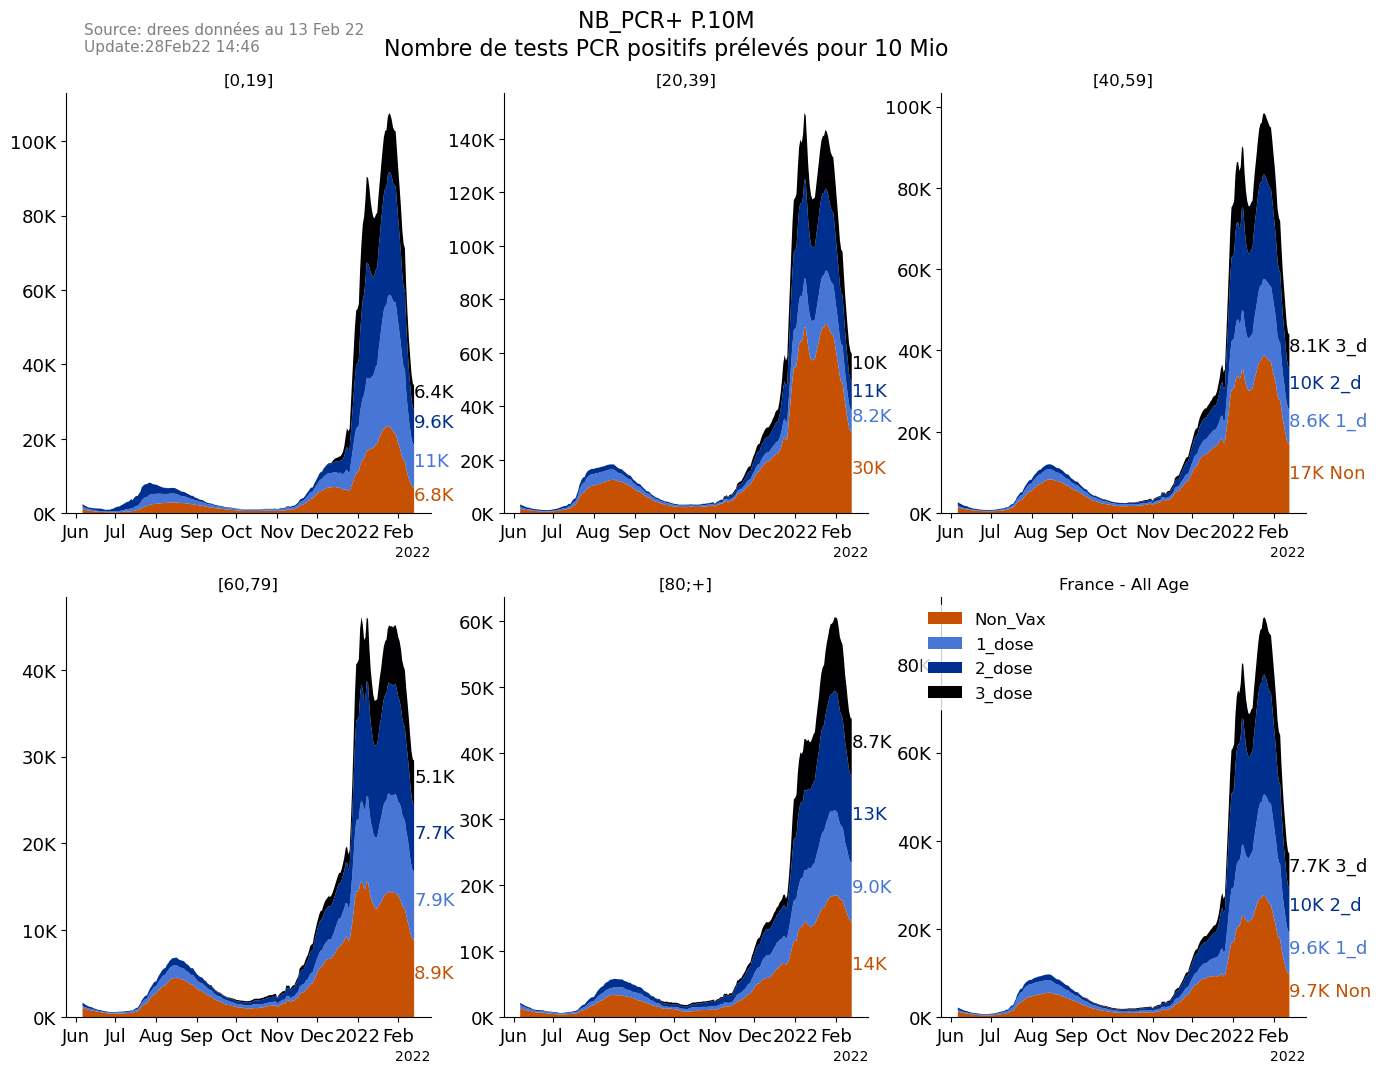 Source: drees données au 13 Feb 22
Update:28Feb22 14:46
NB_PCR+ P.10M
Nombre de tests PCR positifs prélevés pour 10 Mio
[0,19]
100K
80K
60K
40K
20K
0K
6.4K
9.6K
11K
6.8K
Jun Jul Aug Sep Oct Nov Dec 2022 Feb
2022
[20,39]
140K
120K
100K
80K
60K
40K
20K
0K
10K
11K
8.2K
30K
Jun Jul Aug Sep Oct Nov Dec 2022 Feb
2022
[40,59]
100K
80K
60K
40K
20K
0K
8.1K 3_d
10K 2_d
8.6K 1_d
17K Non
Jun Jul Aug Sep Oct Nov Dec 2022 Feb
2022
[60,79]
40K
30K
20K
10K
0K
5.1K
7.7K
7.9K
8.9K
Jun Jul Aug Sep Oct Nov Dec 2022 Feb
2022
[80;+]
60K
50K
40K
30K
20K
10K
0K
8.7K
13K
9.0K
14K
Jun Jul Aug Sep Oct Nov Dec 2022 Feb
2022
France - All Age
Non_Vax
1_dose
2_dose
3_dose
80K
60K
40K
20K
0K
7.7K 3_d
10K 2_d
9.6K 1_d
9.7K Non
Jun Jul Aug Sep Oct Nov Dec 2022 Feb
2022